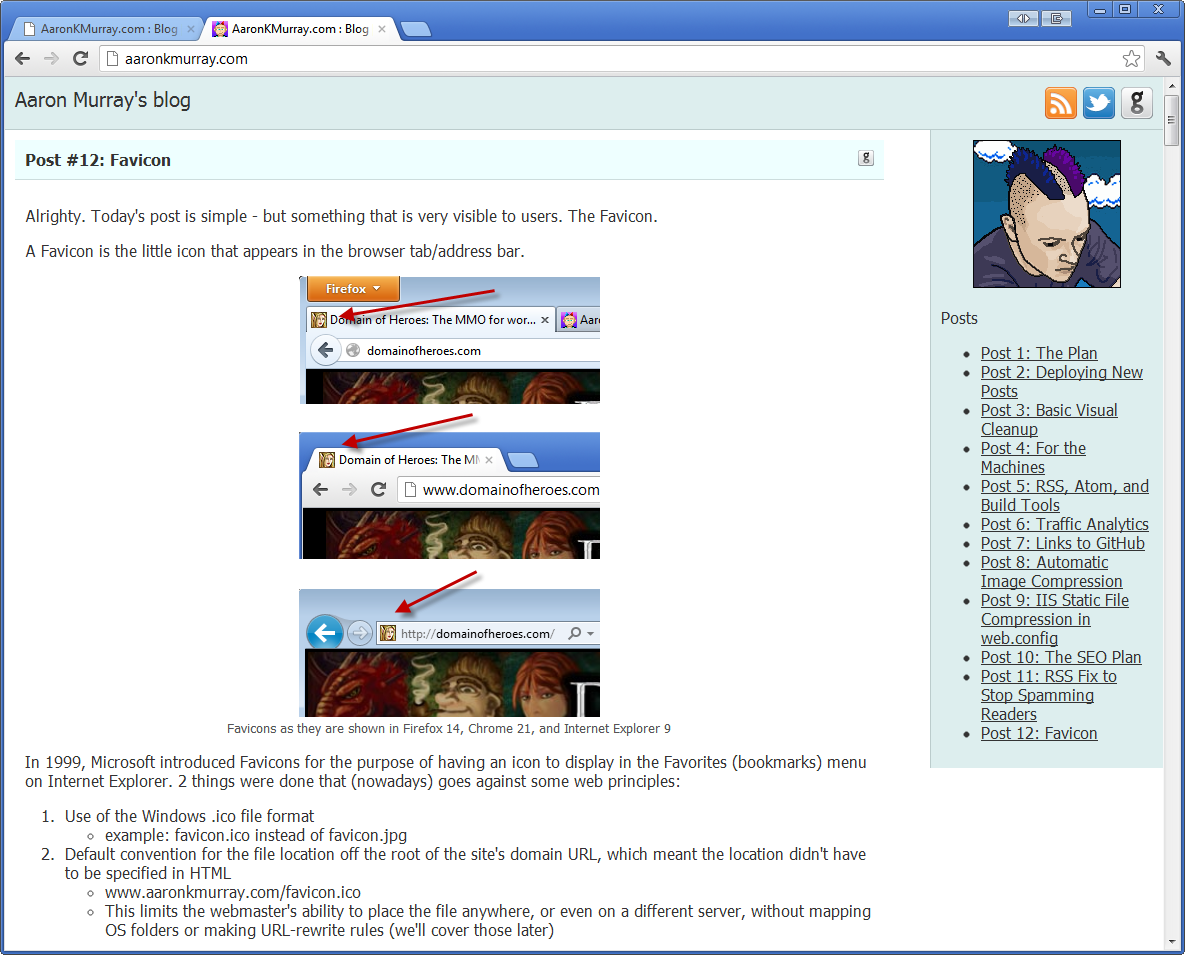 AaronKMurray.com : Blog
AaronKMurray.com : Blog
aaronkmurray.com
Aaron Murray's blog
g
Post #12: Favicon
g
Alrighty. Today's post is simple - but something that is very visible to users. The Favicon.
A Favicon is the little icon that appears in the browser tab/address bar.
Firefox
Domain of Heroes: The MMO for wor...
Aar
domainofheroes.com
Domain of Heroes: The MM
www.domainofheroes.com
http://domainofheroes.com/
Favicons as they are shown in Firefox 14, Chrome 21, and Internet Explorer 9
In 1999, Microsoft introduced Favicons for the purpose of having an icon to display in the Favorites (bookmarks) menu
on Internet Explorer. 2 things were done that (nowadays) goes against some web principles:
1. Use of the Windows .ico file format
example: favicon.ico instead of favicon.jpg
2. Default convention for the file location off the root of the site's domain URL, which meant the location didn't have
to be specified in HTML
www.aaronkmurray.com/favicon.ico
This limits the webmaster's ability to place the file anywhere, or even on a different server, without mapping
OS folders or making URL-rewrite rules (we'll cover those later)
Posts
Post 1: The Plan
Post 2: Deploying New
Posts
Post 3: Basic Visual
Cleanup
Post 4: For the
Machines
Post 5: RSS, Atom, and
Build Tools
Post 6: Traffic Analytics
Post 7: Links to GitHub
Post 8: Automatic
Image Compression
Post 9: IIS Static File
Compression in
web.config
Post 10: The SEO Plan
Post 11: RSS Fix to
Stop Spamming
Readers
Post 12: Favicon